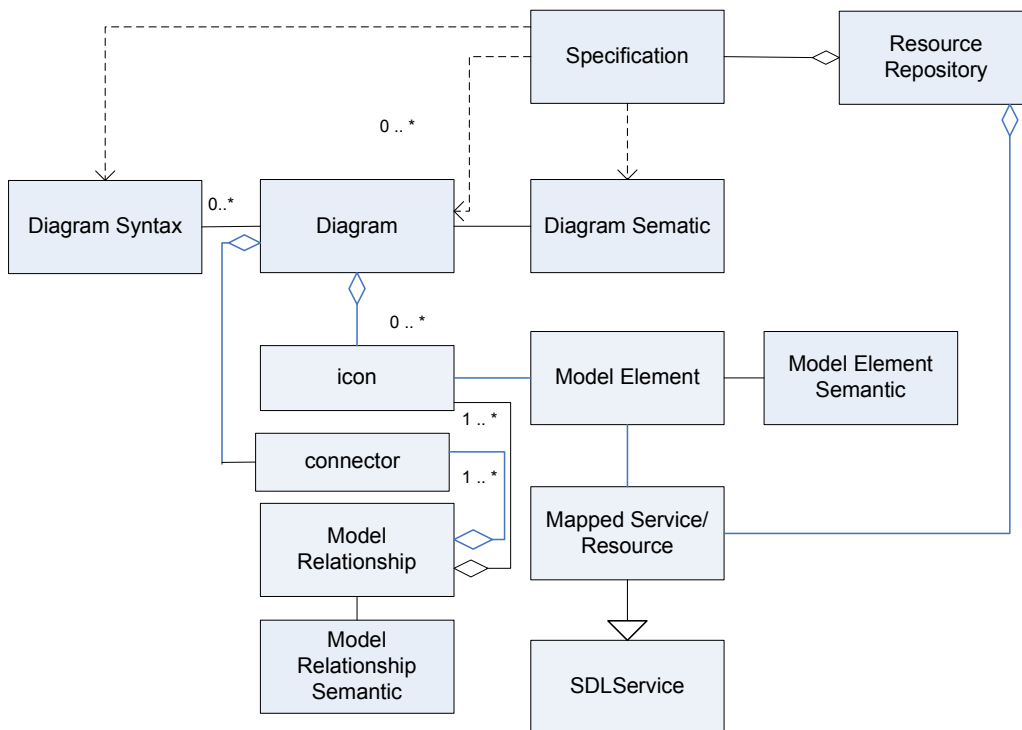 Specification
Resource
Repository
0 .. *
Diagram Syntax
0..*
Diagram
Diagram Sematic
0 .. *
icon
Model Element
Model Element
Semantic
1 .. *
connector
1 .. *
Model
Relationship
Mapped Service/
Resource
Model
Relationship
Semantic
SDLService